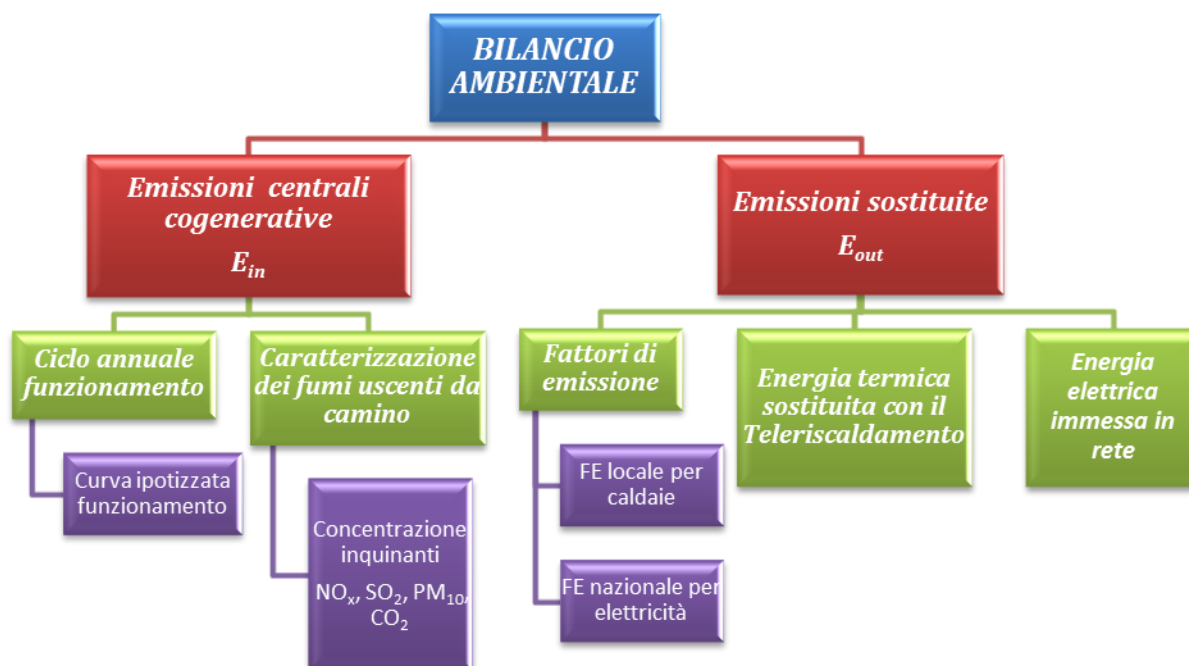 BILANCIO
AMBIENTALE
Emissioni centrali
cogenerative
E_in
Emissioni sostituite
E_out
Ciclo annuale
funzionamento
Caratterizzazione
dei fumi uscenti da
camino
Fattori di
emissione
Energia termica
sostituita con il
Teleriscaldamento
Energia
elettrica
immessa in
rete
Curva ipotizzata
funzionamento
Concentrazione
inquinanti
NOₓ, SO₂, PM₁₀,
CO₂
FE locale per
caldaie
FE nazionale per
elettricità